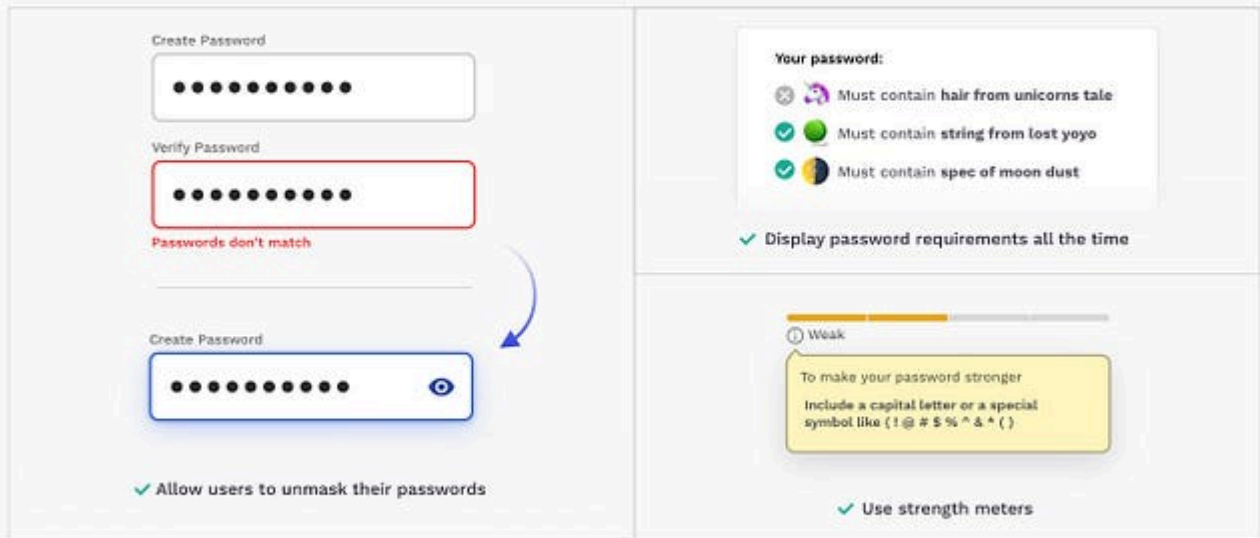 Create Password
Verify Password
Passwords don't match
Create Password
Allow users to unmask their passwords
Your password:
Must contain hair from unicorns tale
Must contain string from lost yoyo
Must contain spec of moon dust
Display password requirements all the time
Weak
To make your password stronger
Include a capital letter or a special
symbol like ( ! @ # $ % ^ & * ( )
Use strength meters